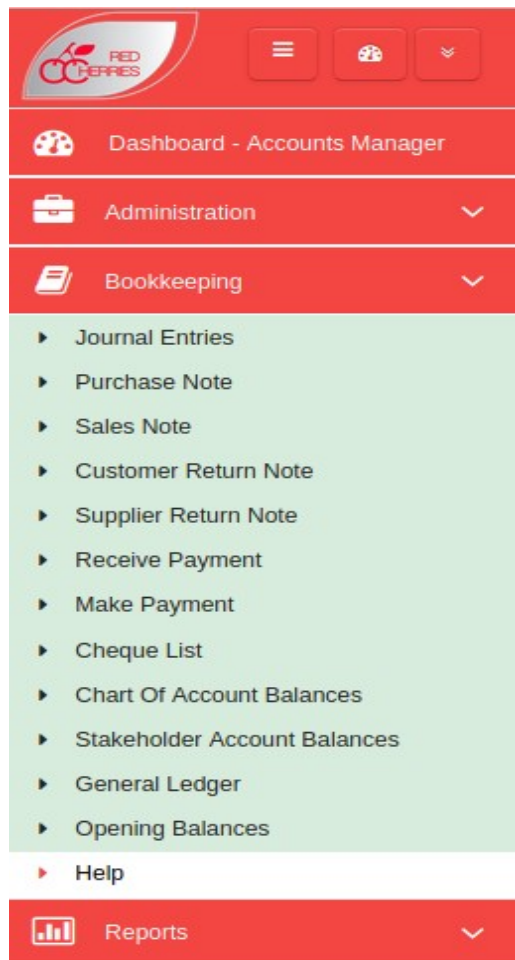 RED
CHERRIES
Dashboard - Accounts Manager
Administration
Bookkeeping
Journal Entries
Purchase Note
Sales Note
Customer Return Note
Supplier Return Note
Receive Payment
Make Payment
Cheque List
Chart Of Account Balances
Stakeholder Account Balances
General Ledger
Opening Balances
Help
Reports